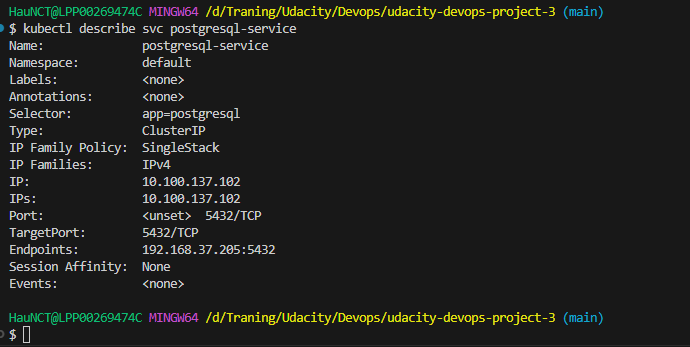 HauNCT@LPP00269474C MINGW64 /d/Traning/Udacity/Devops/udacity-devops-project-3 (main)
$ kubectl describe svc postgresql-service
Name:              postgresql-service
Namespace:         default
Labels:            <none>
Annotations:       <none>
Selector:          app=postgresql
Type:              ClusterIP
IP Family Policy:  SingleStack
IP Families:       IPv4
IP:                10.100.137.102
IPs:               10.100.137.102
Port:              <unset>  5432/TCP
TargetPort:        5432/TCP
Endpoints:         192.168.37.205:5432
Session Affinity:  None
Events:            <none>
HauNCT@LPP00269474C MINGW64 /d/Traning/Udacity/Devops/udacity-devops-project-3 (main)
$